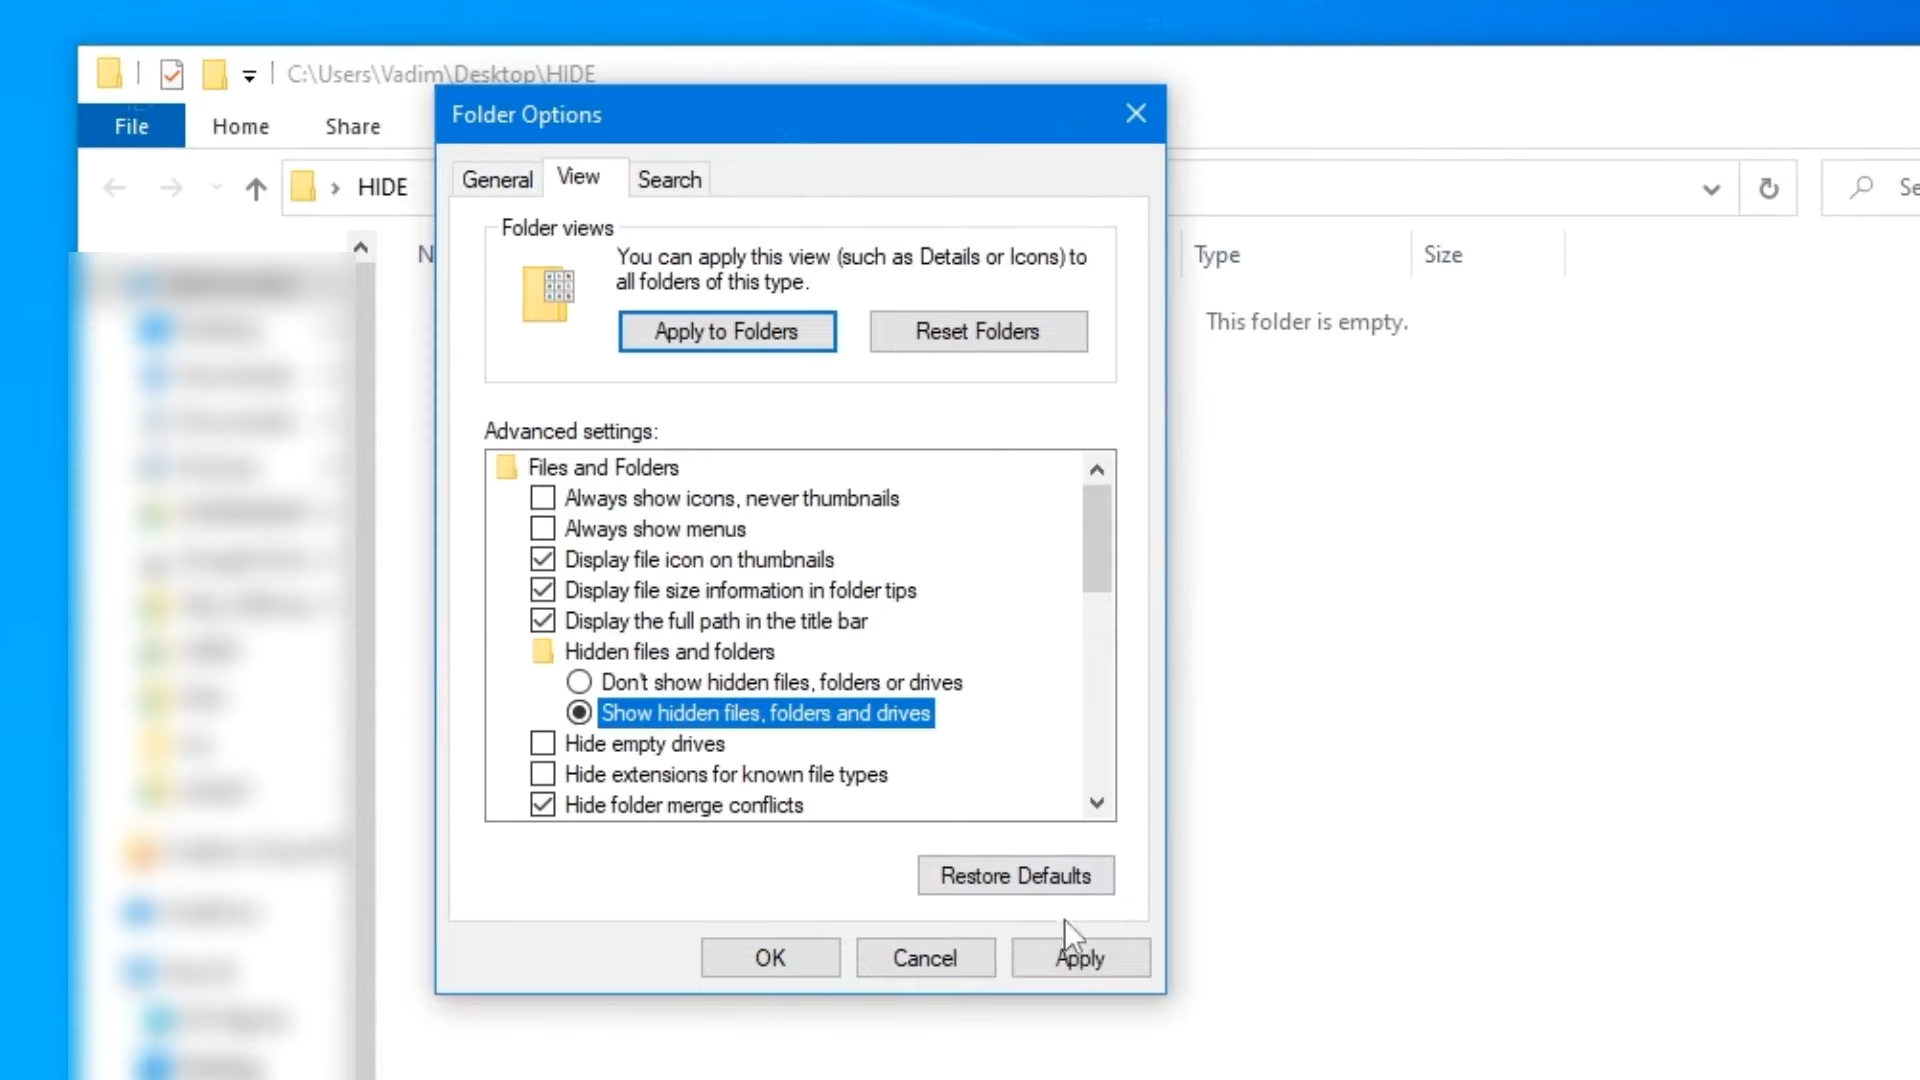 C:\Users\Vadim\Desktop\HIDE
File Home Share
HIDE
Folder Options
General View Search
Folder views
You can apply this view (such as Details or Icons) to
all folders of this type.
Apply to Folders Reset Folders
Advanced settings:
Files and Folders
Always show icons, never thumbnails
Always show menus
Display file icon on thumbnails
Display file size information in folder tips
Display the full path in the title bar
Hidden files and folders
Don't show hidden files, folders or drives
Show hidden files, folders and drives
Hide empty drives
Hide extensions for known file types
Hide folder merge conflicts
Restore Defaults
OK Cancel Apply
Type Size
This folder is empty.